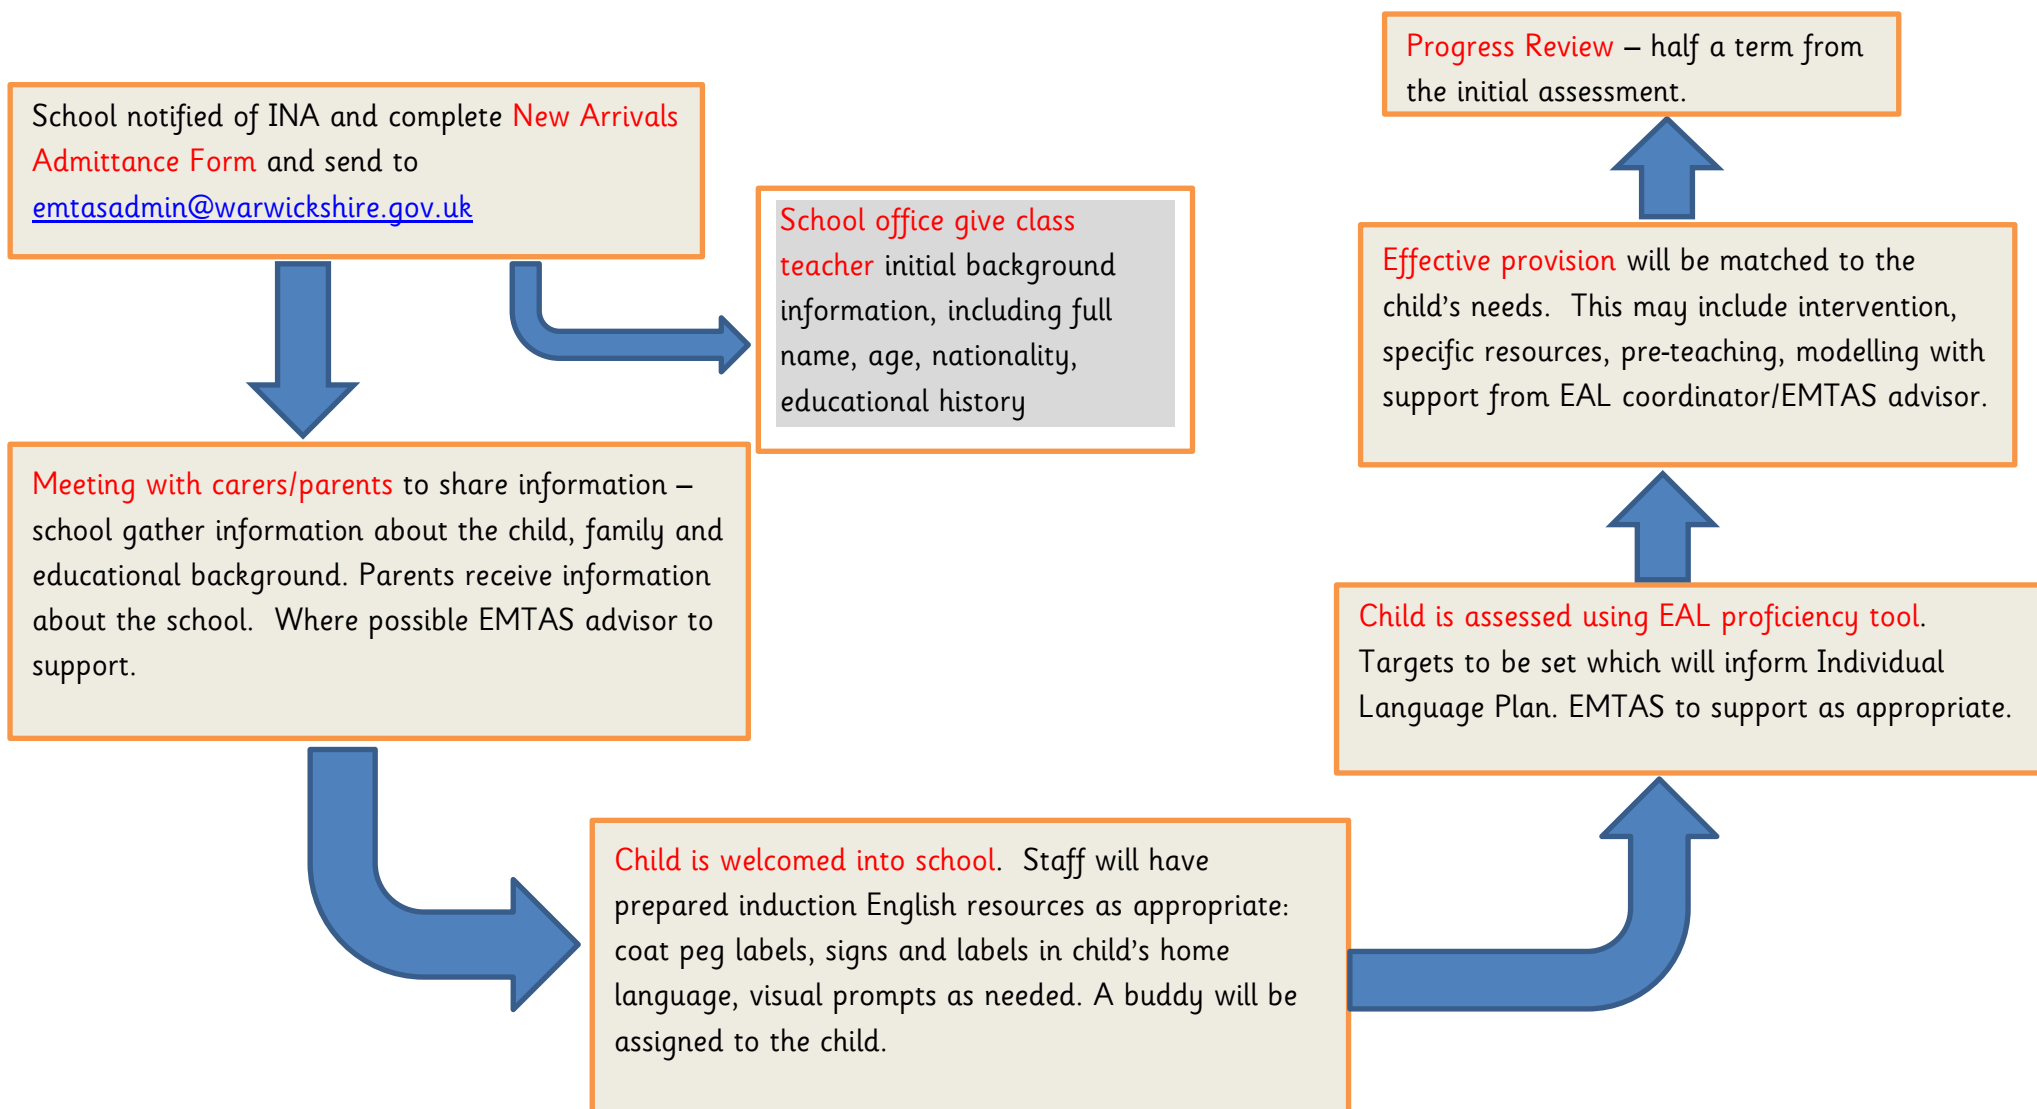 School notified of INA and complete New Arrivals
Admittance Form and send to
emtasadmin@warwickshire.gov.uk
School office give class
teacher initial background
information, including full
name, age, nationality,
educational history
Meeting with carers/parents to share information –
school gather information about the child, family and
educational background. Parents receive information
about the school. Where possible EMTAS advisor to
support.
Child is welcomed into school. Staff will have
prepared induction English resources as appropriate:
coat peg labels, signs and labels in child's home
language, visual prompts as needed. A buddy will be
assigned to the child.
Child is assessed using EAL proficiency tool.
Targets to be set which will inform Individual
Language Plan. EMTAS to support as appropriate.
Effective provision will be matched to the
child's needs. This may include intervention,
specific resources, pre-teaching, modelling with
support from EAL coordinator/EMTAS advisor.
Progress Review – half a term from
the initial assessment.